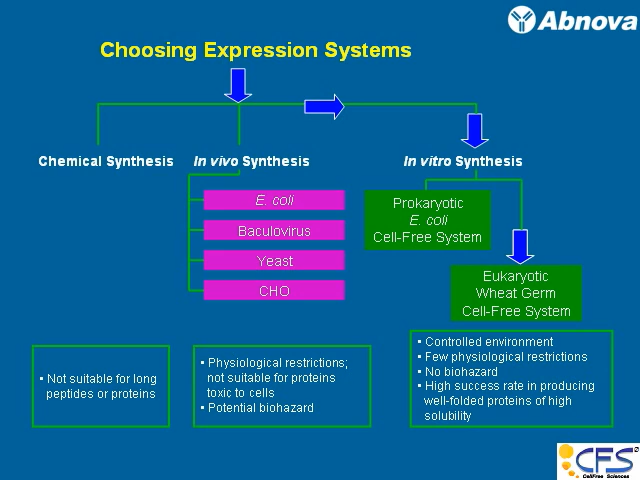 Abnova
Choosing Expression Systems
Chemical Synthesis
In vivo Synthesis
In vitro Synthesis
E. coli
Baculovirus
Yeast
CHO
Prokaryotic
E. coli
Cell-Free System
Eukaryotic
Wheat Germ
Cell-Free System
• Not suitable for long
peptides or proteins
• Physiological restrictions;
not suitable for proteins
toxic to cells
• Potential biohazard
• Controlled environment
• Few physiological restrictions
• No biohazard
• High success rate in producing
well-folded proteins of high
solubility
CFS
CellFree Sciences